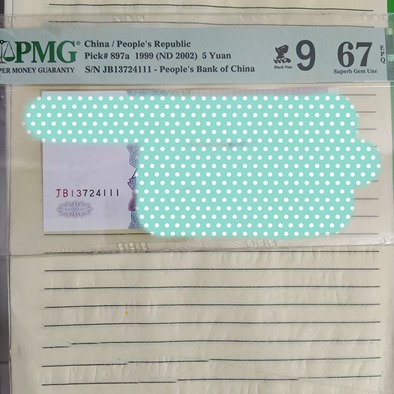 PMG
PER MONEY GUARANTY
China / People's Republic
Pick# 897a 1999 (ND 2002) 5 Yuan
S/N JB13724111 - People's Bank of China
9
67
EPQ
Superb Gem Unc
JB13724111